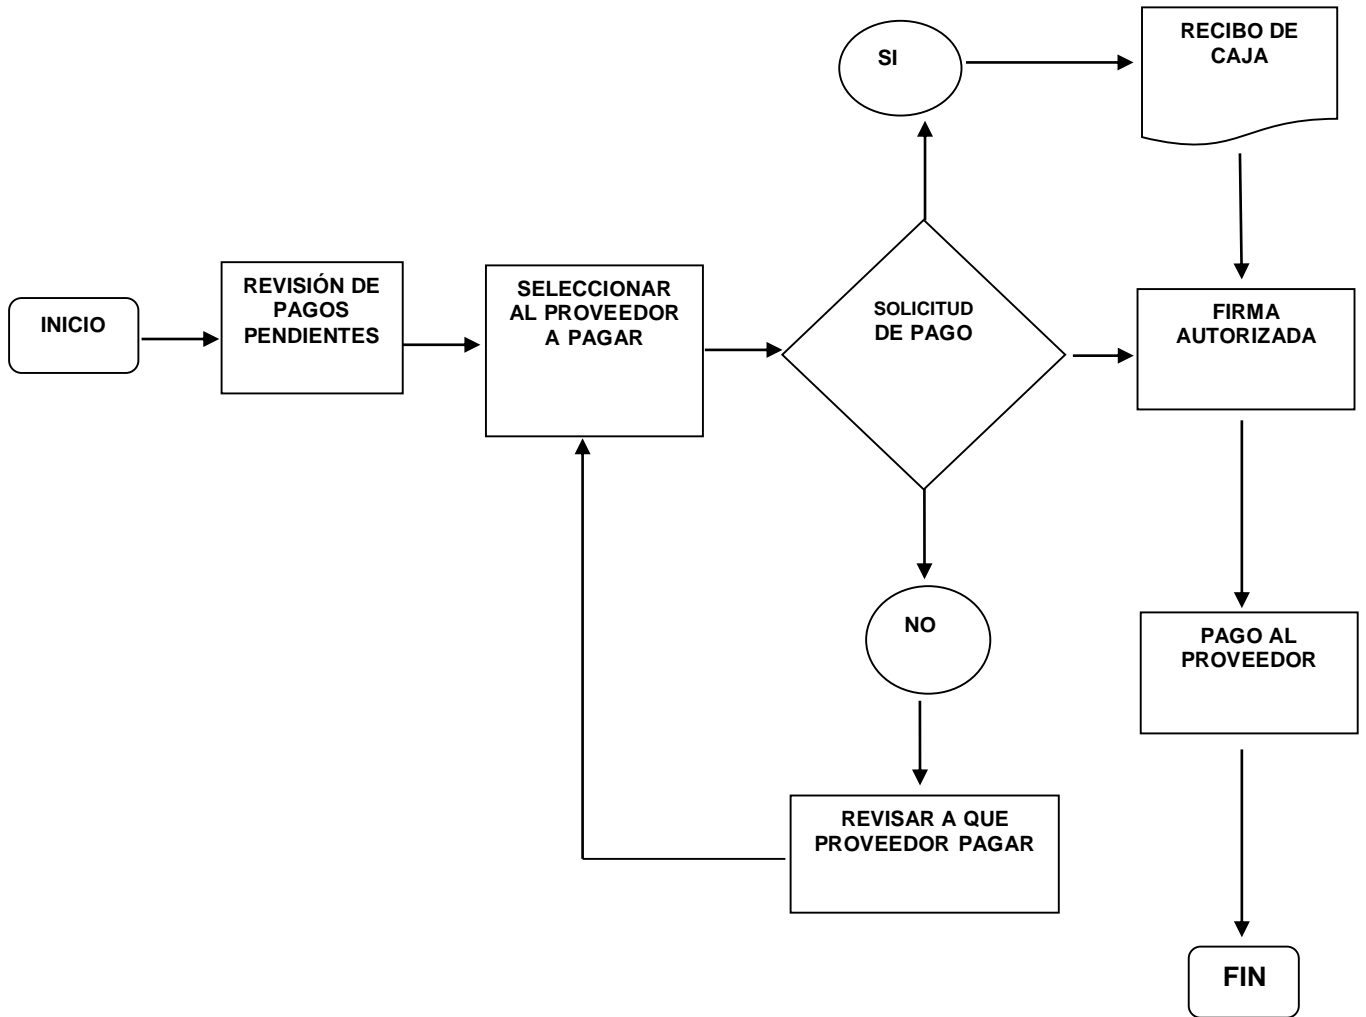 INICIO
REVISIÓN DE
PAGOS
PENDIENTES
SELECCIONAR
AL PROVEEDOR
A PAGAR
SOLICITUD
DE PAGO
SI
RECIBO DE
CAJA
FIRMA
AUTORIZADA
NO
REVISAR A QUE
PROVEEDOR PAGAR
PAGO AL
PROVEEDOR
FIN